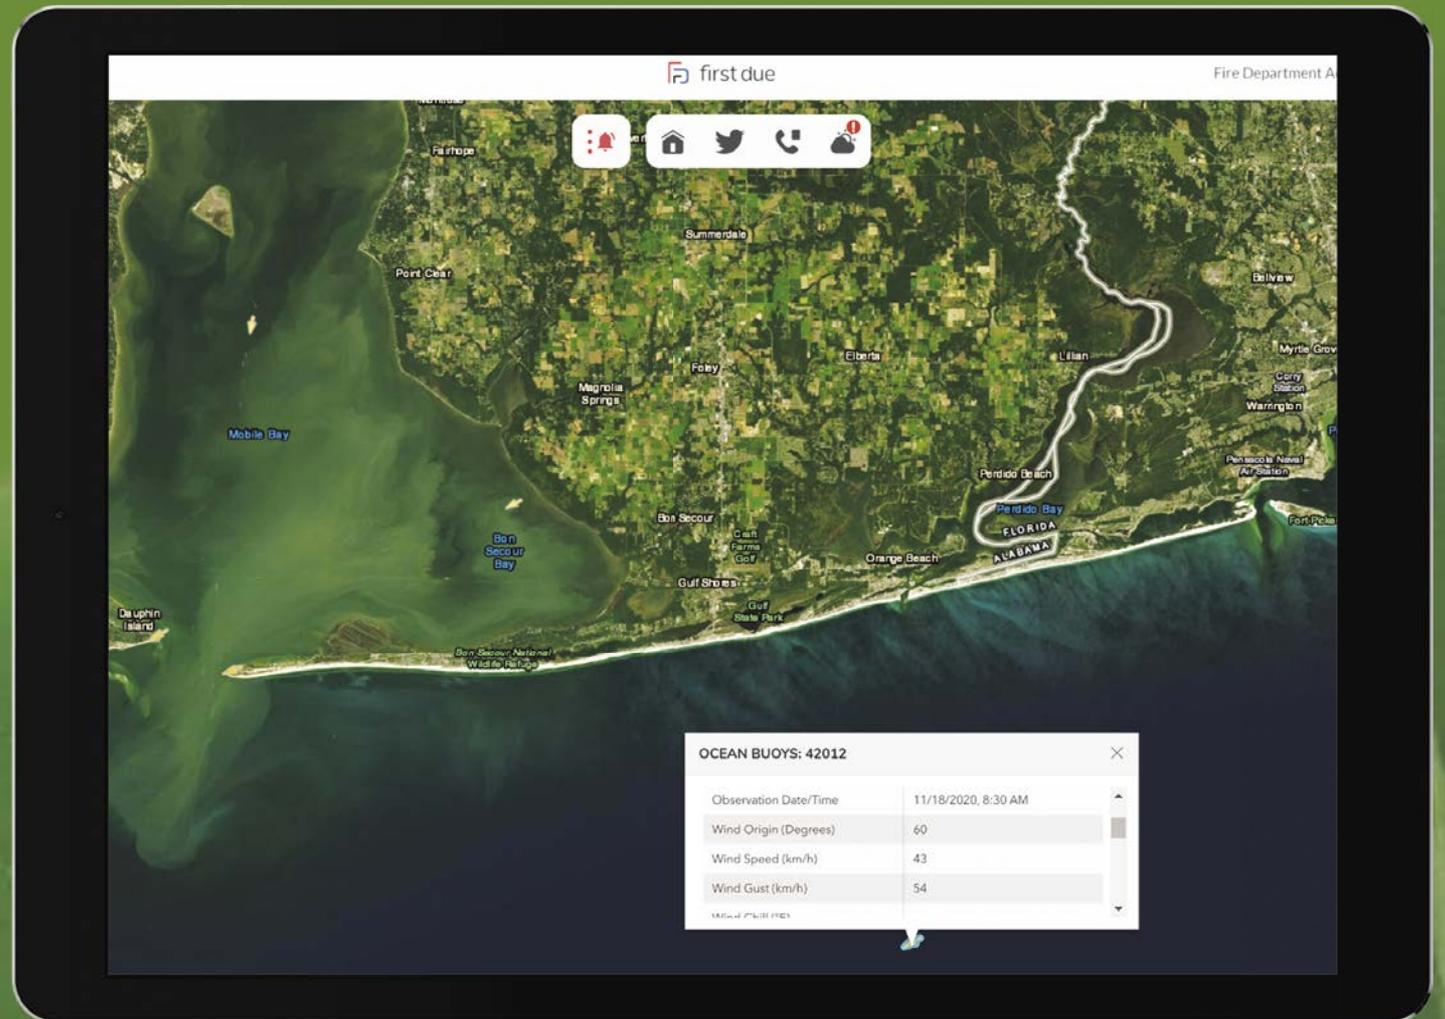 first due
Fire Department A
Fairhope
Summerdale
Point Clear
Bellview
Elberta
Lillian
Myrtle Grov
Foley
Magnolia
Springs
Corry
Station
Warrington
Mobile Bay
Pensacola Naval
Air Station
Perdido Beach
Perdido Bay
Bon Secour
Fort Picke
FLORIDA
ALABAMA
Craft
Farms
Golf
Bon
Secour
Bay
Orange Beach
Gulf Shores
Gulf
State Park
Dauphin
Island
Bon Secour National
Wildlife Refuge
OCEAN BUOYS: 42012
Observation Date/Time 11/18/2020, 8:30 AM
Wind Origin (Degrees) 60
Wind Speed (km/h) 43
Wind Gust (km/h) 54
Wind Chill (°F)